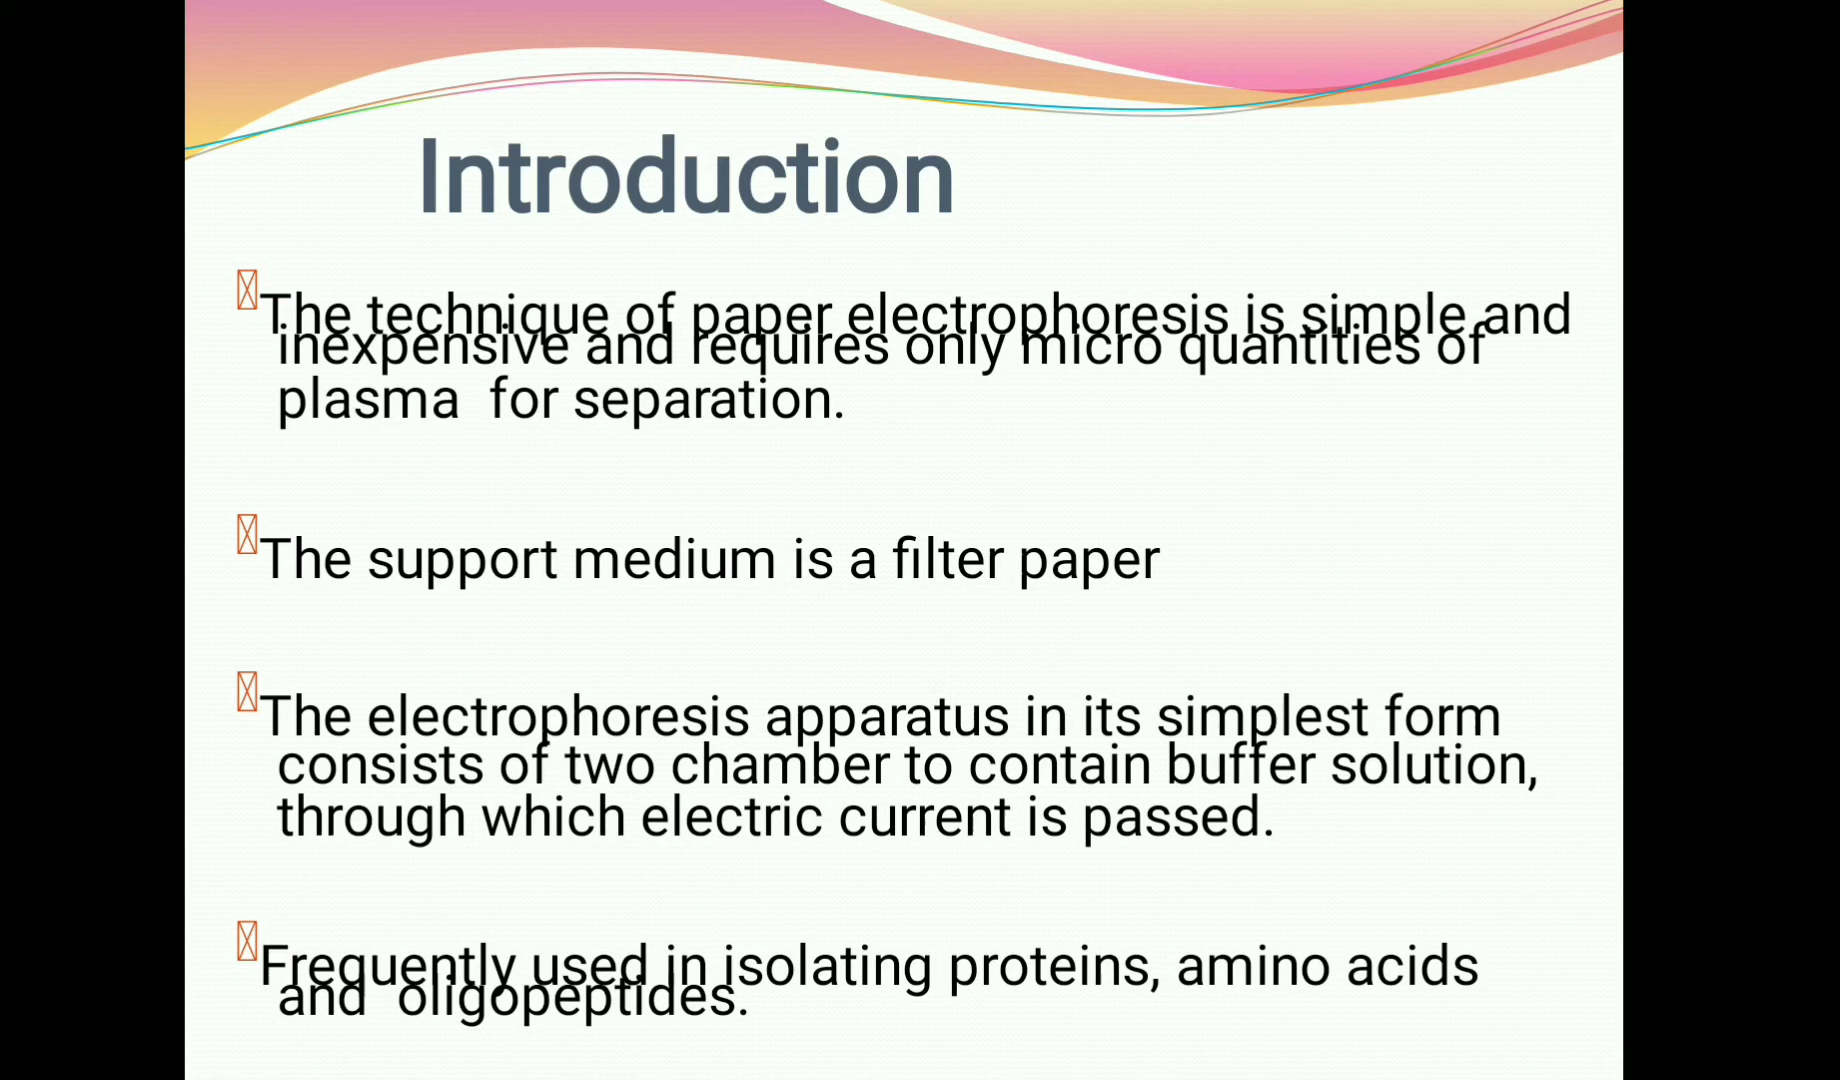 Introduction
The technique of paper electrophoresis is simple and
inexpensive and requires only micro quantities of
plasma  for separation.
The support medium is a filter paper
The electrophoresis apparatus in its simplest form
consists of two chamber to contain buffer solution,
through which electric current is passed.
Frequently used in isolating proteins, amino acids
and  oligopeptides.